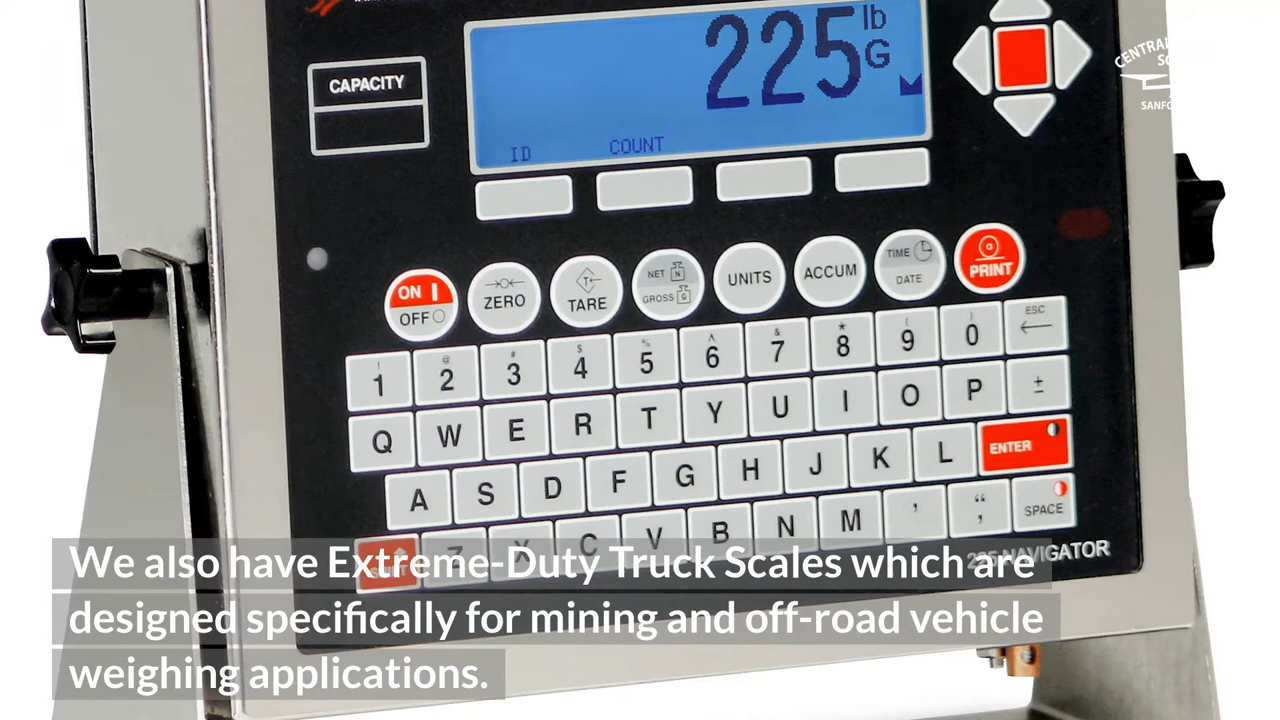 225 lb
G
CAPACITY
ID COUNT
CENTRAL
SANFO
ON
OFF
ZERO
TARE
NET N
GROSS G
UNITS
ACCUM
TIME
DATE
PRINT
! @ # $ % ^ & * ( ) ESC
1 2 3 4 5 6 7 8 9 0 ←
Q W E R T Y U I O P ±
A S D F G H J K L ENTER
Z X C V B N M , “ ; SPACE
225 NAVIGATOR
We also have Extreme-Duty Truck Scales which are
designed specifically for mining and off-road vehicle
weighing applications.